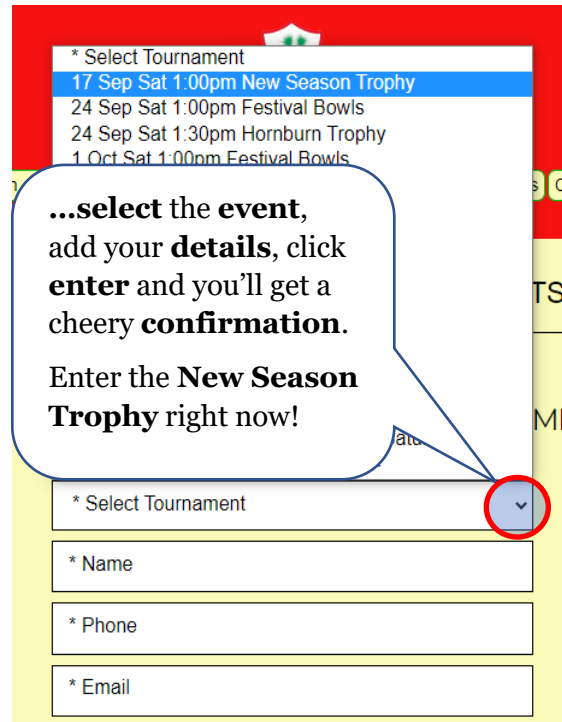 * Select Tournament
17 Sep Sat 1:00pm New Season Trophy
24 Sep Sat 1:00pm Festival Bowls
24 Sep Sat 1:30pm Hornburn Trophy
1 Oct Sat 1:00pm Festival Bowls
...select the event,
add your details, click
enter and you’ll get a
cheery confirmation.
Enter the New Season
Trophy right now!
* Select Tournament
* Name
* Phone
* Email